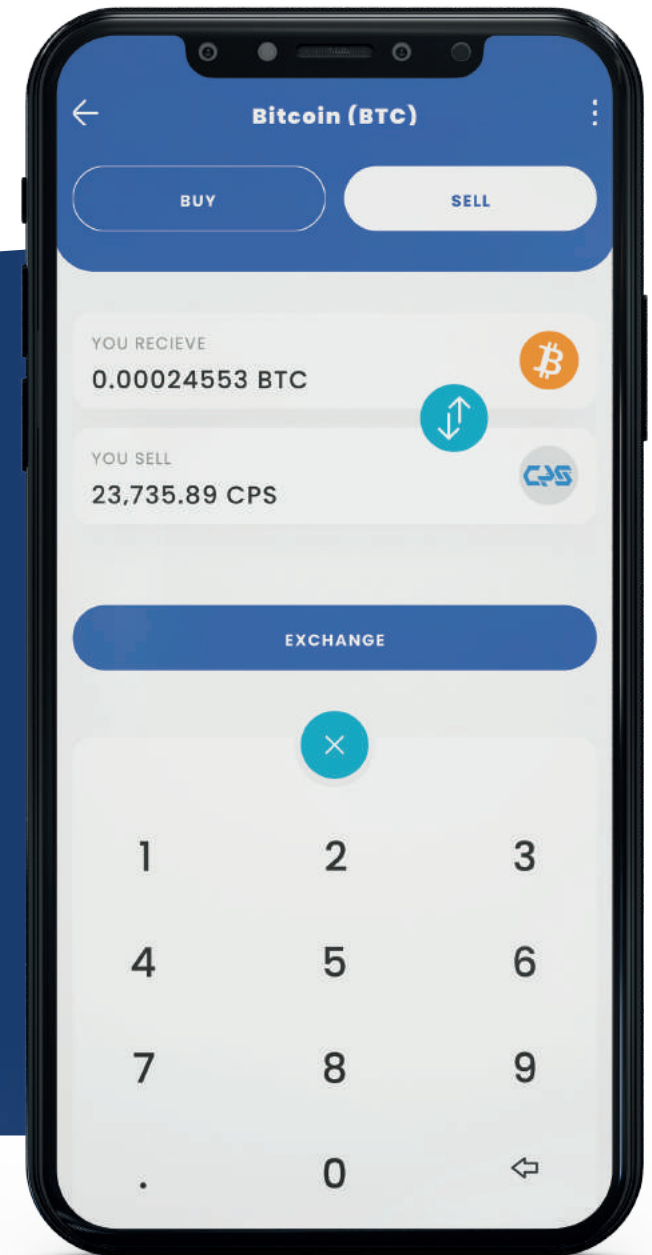 Bitcoin (BTC)
BUY SELL
YOU RECIEVE
0.00024553 BTC
YOU SELL
23,735.89 CPS
CPS
EXCHANGE
1 2 3
4 5 6
7 8 9
. 0